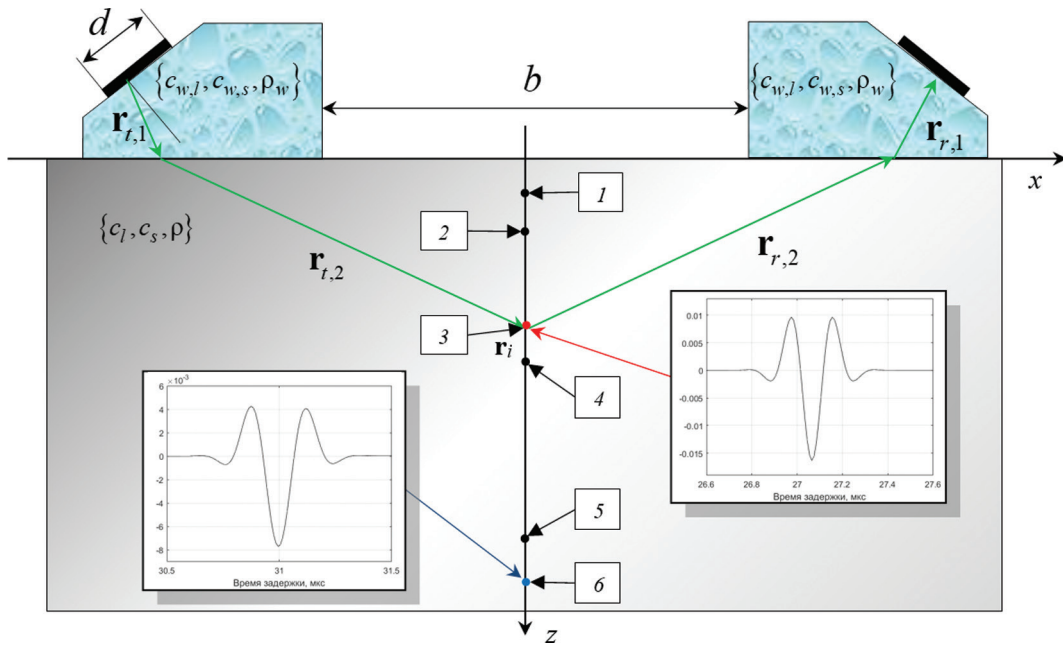 d
{c_{w,l}, c_{w,s}, ρ_w}
b
{c_{w,l}, c_{w,s}, ρ_w}
r_{t,1}
r_{r,1}
x
1
{c_l, c_s, ρ}
2
r_{t,2}
r_{r,2}
3
r_i
4
0.01
0.005
0
-0.005
-0.01
-0.015
26.6 26.8 27 27.2 27.4 27.6
Время задержки, мкс
×10^{-3}
6
4
2
0
-2
-4
-6
-8
30.5 31 31.5
Время задержки, мкс
5
6
z